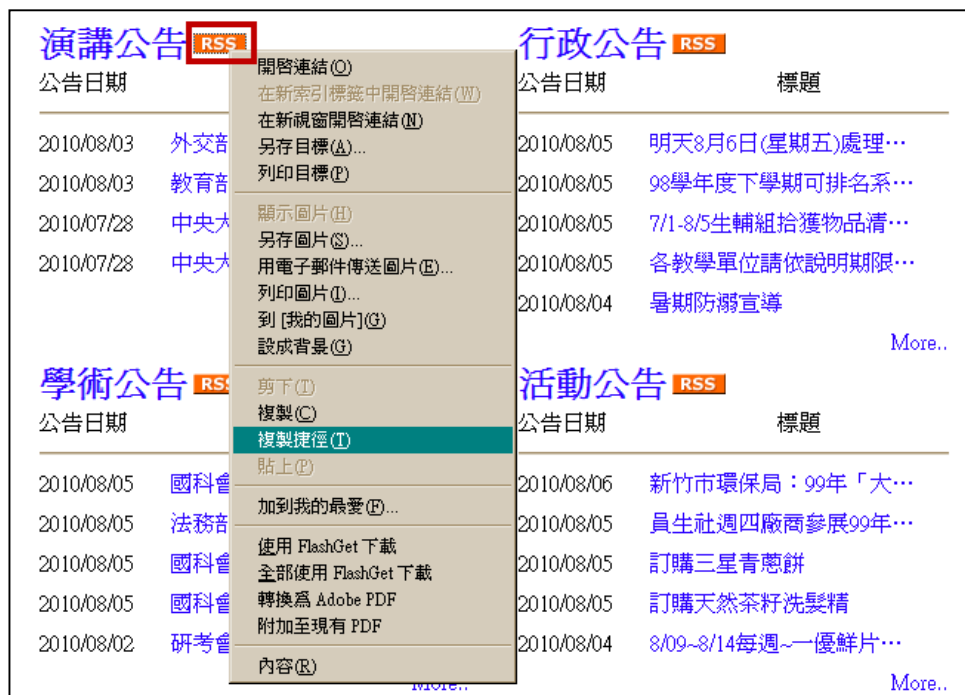 演講公告 RSS
公告日期
2010/08/03 外交部
2010/08/03 教育部
2010/07/28 中央大
2010/07/28 中央大
學術公告 RSS
公告日期
2010/08/05 國科會
2010/08/05 法務部
2010/08/05 國科會
2010/08/05 國科會
2010/08/02 研考會
More..
開啓連結(O)
在新索引標籤中開啓連結(W)
在新視窗開啓連結(N)
另存目標(A)...
列印目標(P)
顯示圖片(H)
另存圖片(S)...
用電子郵件傳送圖片(E)...
列印圖片(I)...
到 [我的圖片](G)
設成背景(G)
剪下(T)
複製(C)
複製捷徑(T)
貼上(P)
加到我的最愛(F)...
使用 FlashGet 下載
全部使用 FlashGet 下載
轉換爲 Adobe PDF
附加至現有 PDF
內容(R)
行政公告 RSS
公告日期 標題
2010/08/05 明天8月6日(星期五)處理…
2010/08/05 98學年度下學期可排名系…
2010/08/05 7/1-8/5生輔組拾獲物品清…
2010/08/05 各教學單位請依說明期限…
2010/08/04 暑期防溺宣導
More..
活動公告 RSS
公告日期 標題
2010/08/06 新竹市環保局：99年「大…
2010/08/05 員生社週四廠商參展99年…
2010/08/05 訂購三星青蔥餅
2010/08/05 訂購天然茶籽洗髮精
2010/08/04 8/09~8/14每週~一優鮮片…
More..